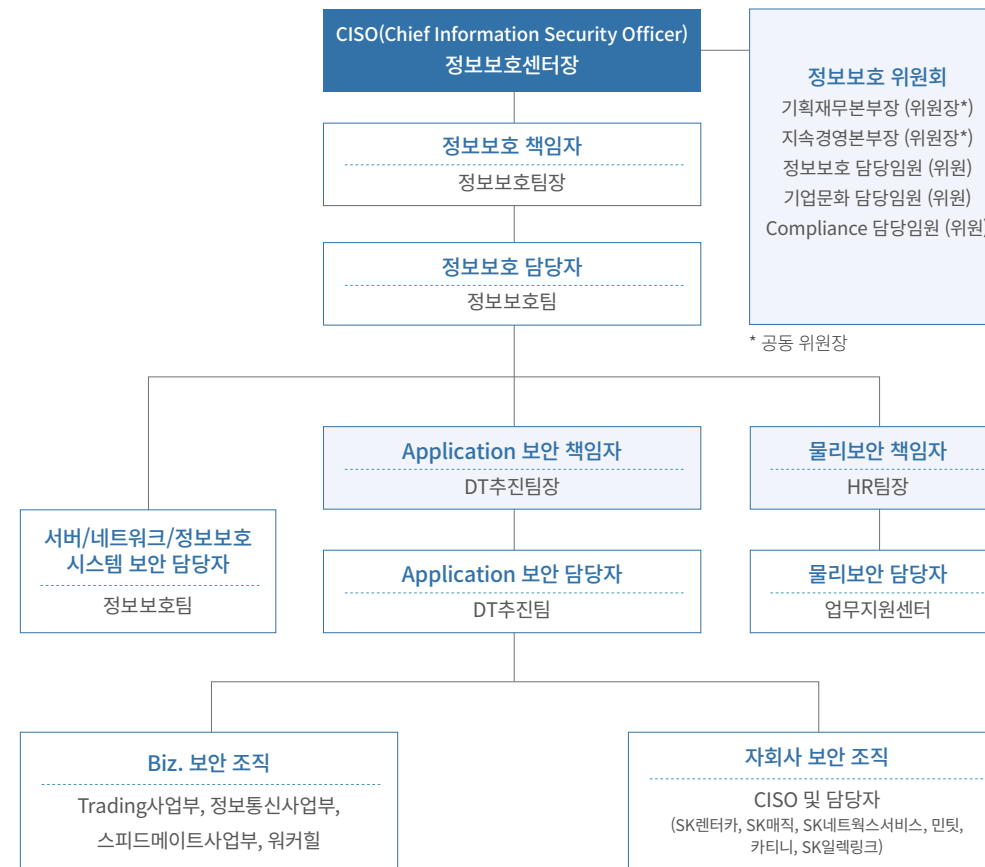 CISO(Chief Information Security Officer)
정보보호센터장
정보보호 위원회
기획재무본부장 (위원장*)
지속경영본부장 (위원장*)
정보보호 담당임원 (위원)
기업문화 담당임원 (위원)
Compliance 담당임원 (위원)
* 공동 위원장
정보보호 책임자
정보보호팀장
정보보호 담당자
정보보호팀
서버/네트워크/정보보호
시스템 보안 담당자
정보보호팀
Application 보안 책임자
DT추진팀장
Application 보안 담당자
DT추진팀
물리보안 책임자
HR팀장
물리보안 담당자
업무지원센터
Biz. 보안 조직
Trading사업부, 정보통신사업부,
스피드메이트사업부, 워커힐
자회사 보안 조직
CISO 및 담당자
(SK렌터카, SK매직, SK네트웍스서비스, 민팃,
카티니, SK일렉링크)